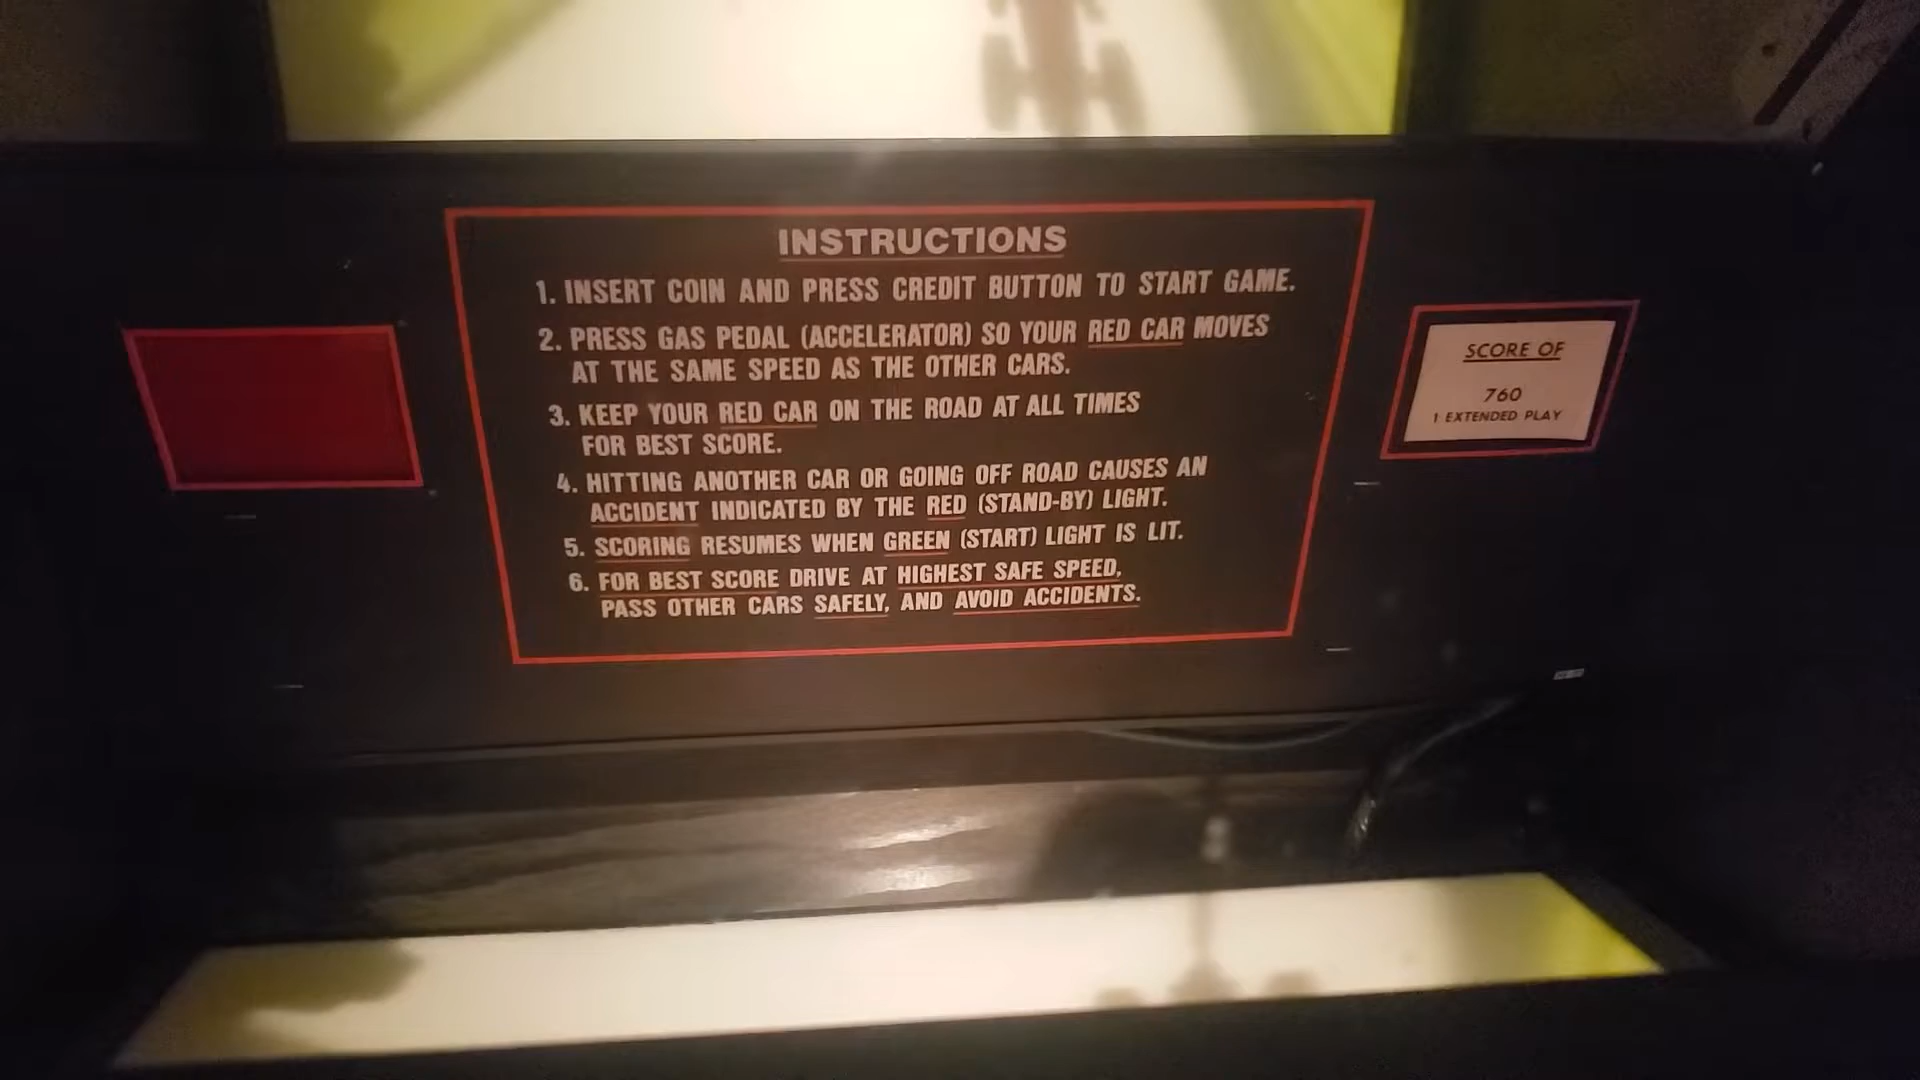 INSTRUCTIONS
1. INSERT COIN AND PRESS CREDIT BUTTON TO START GAME.
2. PRESS GAS PEDAL (ACCELERATOR) SO YOUR RED CAR MOVES
AT THE SAME SPEED AS THE OTHER CARS.
3. KEEP YOUR RED CAR ON THE ROAD AT ALL TIMES
FOR BEST SCORE.
4. HITTING ANOTHER CAR OR GOING OFF ROAD CAUSES AN
ACCIDENT INDICATED BY THE RED (STAND-BY) LIGHT.
5. SCORING RESUMES WHEN GREEN (START) LIGHT IS LIT.
6. FOR BEST SCORE DRIVE AT HIGHEST SAFE SPEED,
PASS OTHER CARS SAFELY, AND AVOID ACCIDENTS.
SCORE OF
760
1 EXTENDED PLAY